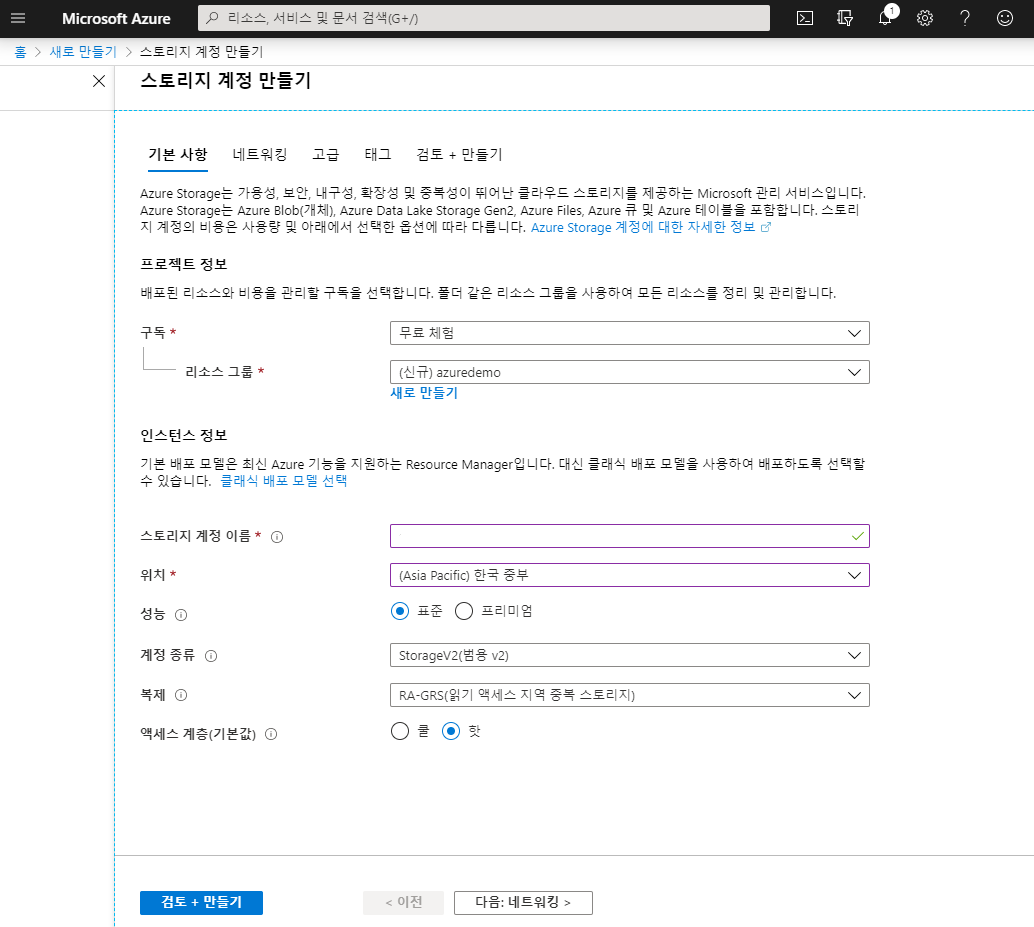 Microsoft Azure
리소스, 서비스 및 문서 검색(G+/)
1
홈 > 새로 만들기 > 스토리지 계정 만들기
스토리지 계정 만들기
기본 사항 네트워킹 고급 태그 검토 + 만들기
Azure Storage는 가용성, 보안, 내구성, 확장성 및 중복성이 뛰어난 클라우드 스토리지를 제공하는 Microsoft 관리 서비스입니다.
Azure Storage는 Azure Blob(개체), Azure Data Lake Storage Gen2, Azure Files, Azure 큐 및 Azure 테이블을 포함합니다. 스토리
지 계정의 비용은 사용량 및 아래에서 선택한 옵션에 따라 다릅니다. Azure Storage 계정에 대한 자세한 정보
프로젝트 정보
배포된 리소스와 비용을 관리할 구독을 선택합니다. 폴더 같은 리소스 그룹을 사용하여 모든 리소스를 정리 및 관리합니다.
구독 * 무료 체험
리소스 그룹 * (신규) azuredemo
새로 만들기
인스턴스 정보
기본 배포 모델은 최신 Azure 기능을 지원하는 Resource Manager입니다. 대신 클래식 배포 모델을 사용하여 배포하도록 선택할
수 있습니다. 클래식 배포 모델 선택
스토리지 계정 이름 *
위치 * (Asia Pacific) 한국 중부
성능 표준 프리미엄
계정 종류 StorageV2(범용 v2)
복제 RA-GRS(읽기 액세스 지역 중복 스토리지)
액세스 계층(기본값) 쿨 핫
검토 + 만들기 < 이전 다음: 네트워킹 >